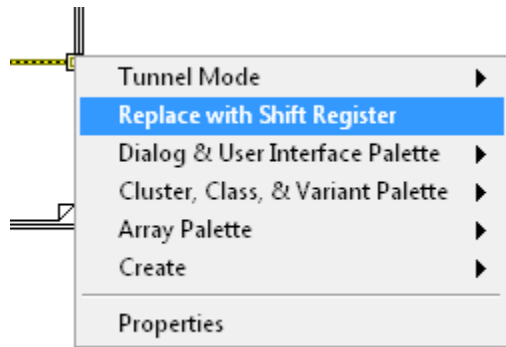 Tunnel Mode
Replace with Shift Register
Dialog & User Interface Palette
Cluster, Class, & Variant Palette
Array Palette
Create
Properties